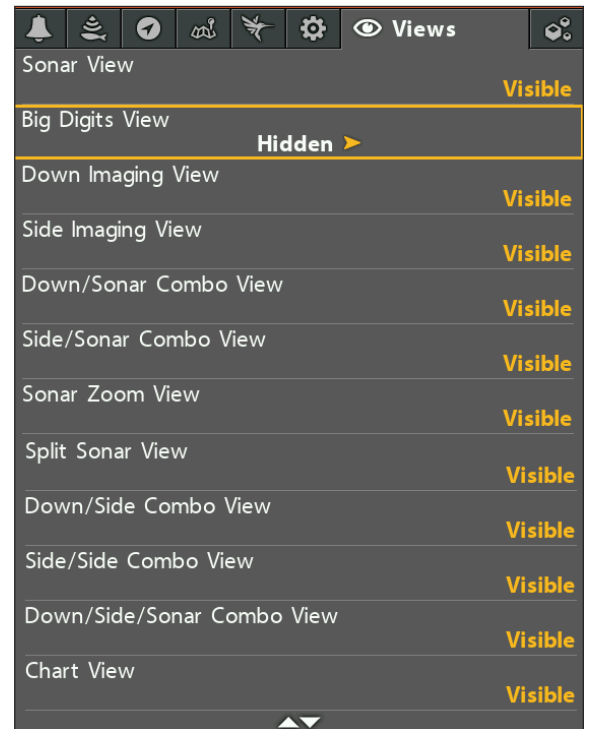 Views
Sonar View
Visible
Big Digits View
Hidden
Down Imaging View
Visible
Side Imaging View
Visible
Down/Sonar Combo View
Visible
Side/Sonar Combo View
Visible
Sonar Zoom View
Visible
Split Sonar View
Visible
Down/Side Combo View
Visible
Side/Side Combo View
Visible
Down/Side/Sonar Combo View
Visible
Chart View
Visible